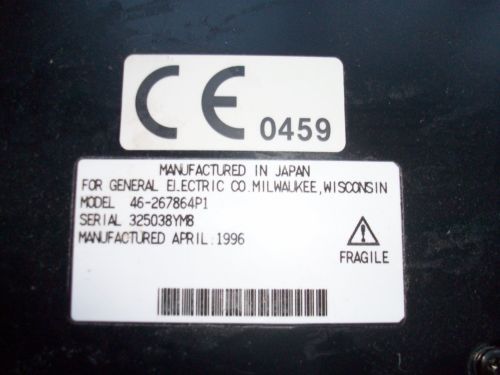 CE 0459
MANUFACTURED IN JAPAN
FOR GENERAL ELECTRIC CO.MILWAUKEE,WISCONSIN
MODEL 46-267864P1
SERIAL 325038YM8
MANUFACTURED APRIL:1996
FRAGILE